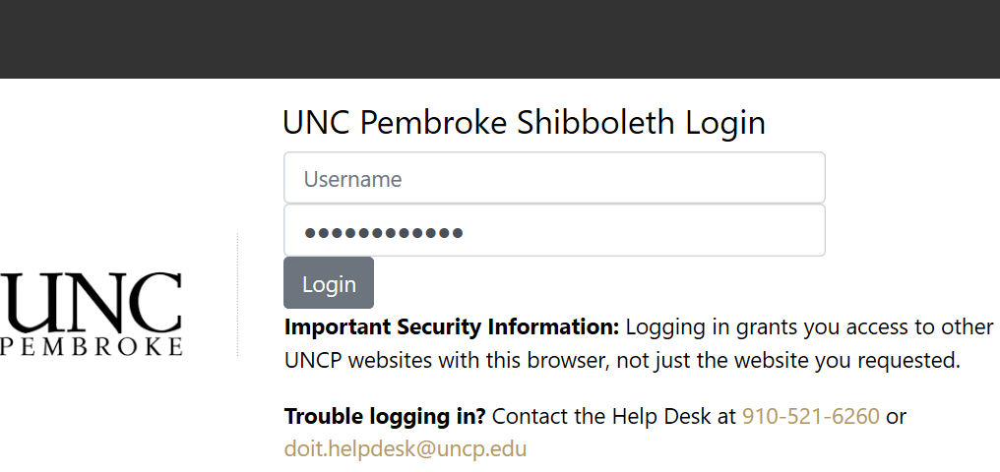 UNC Pembroke Shibboleth Login
Username
●●●●●●●●●●●●
Login
Important Security Information: Logging in grants you access to other
UNCP websites with this browser, not just the website you requested.
UNC
PEMBROKE
Trouble logging in? Contact the Help Desk at 910-521-6260 or
doit.helpdesk@uncp.edu